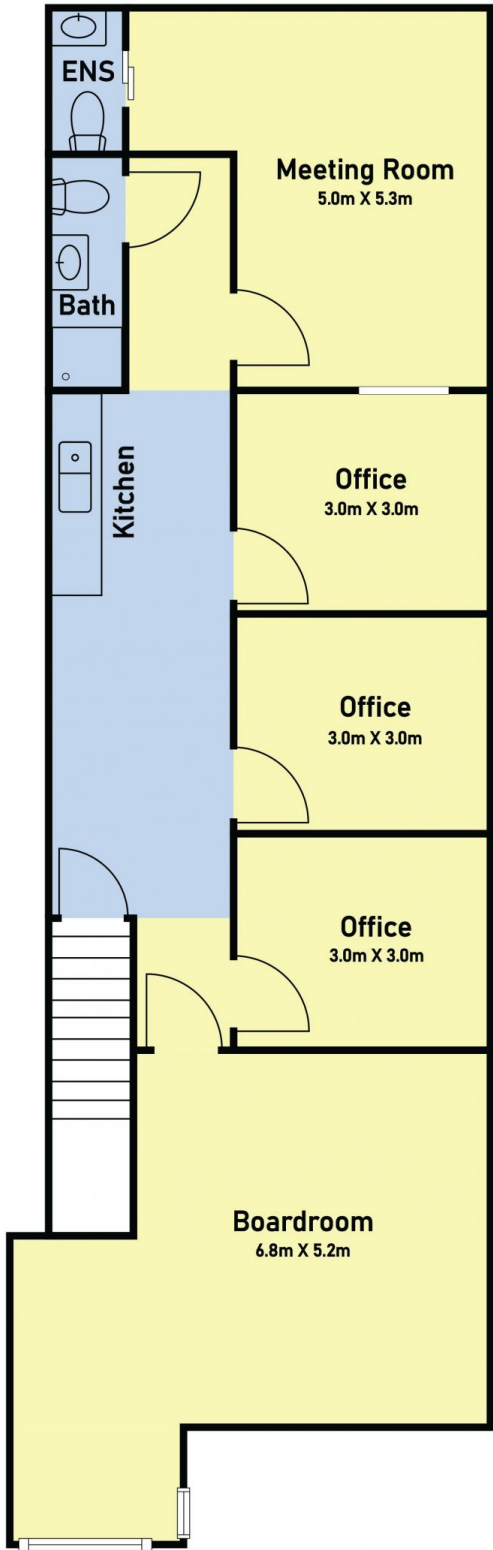 ENS
Meeting Room
5.0m X 5.3m
Bath
Kitchen
Office
3.0m X 3.0m
Office
3.0m X 3.0m
Office
3.0m X 3.0m
Boardroom
6.8m X 5.2m